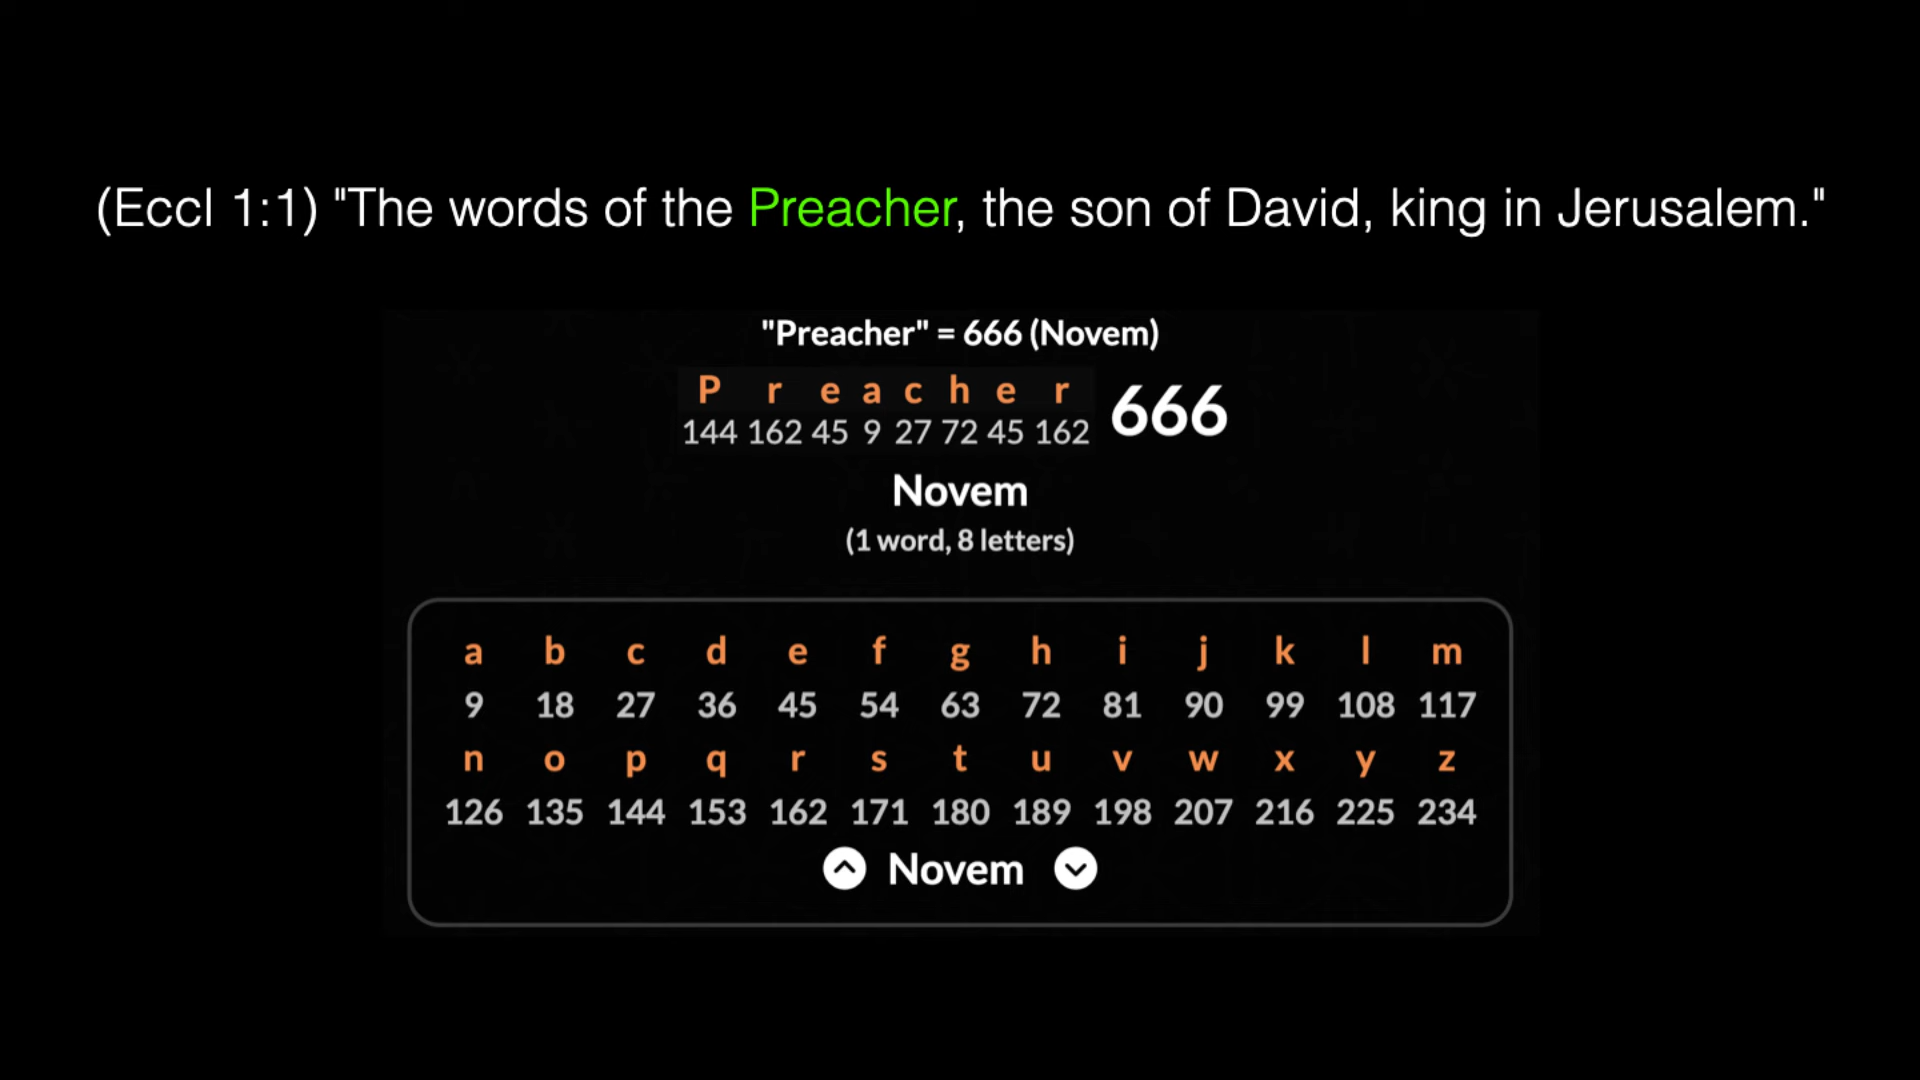 (Eccl 1:1) "The words of the Preacher, the son of David, king in Jerusalem."
"Preacher" = 666 (Novem)
P r e a c h e r 666
144 162 45 9 27 72 45 162
Novem
(1 word, 8 letters)
a b c d e f g h i j k l m
9 18 27 36 45 54 63 72 81 90 99 108 117
n o p q r s t u v w x y z
126 135 144 153 162 171 180 189 198 207 216 225 234
Novem